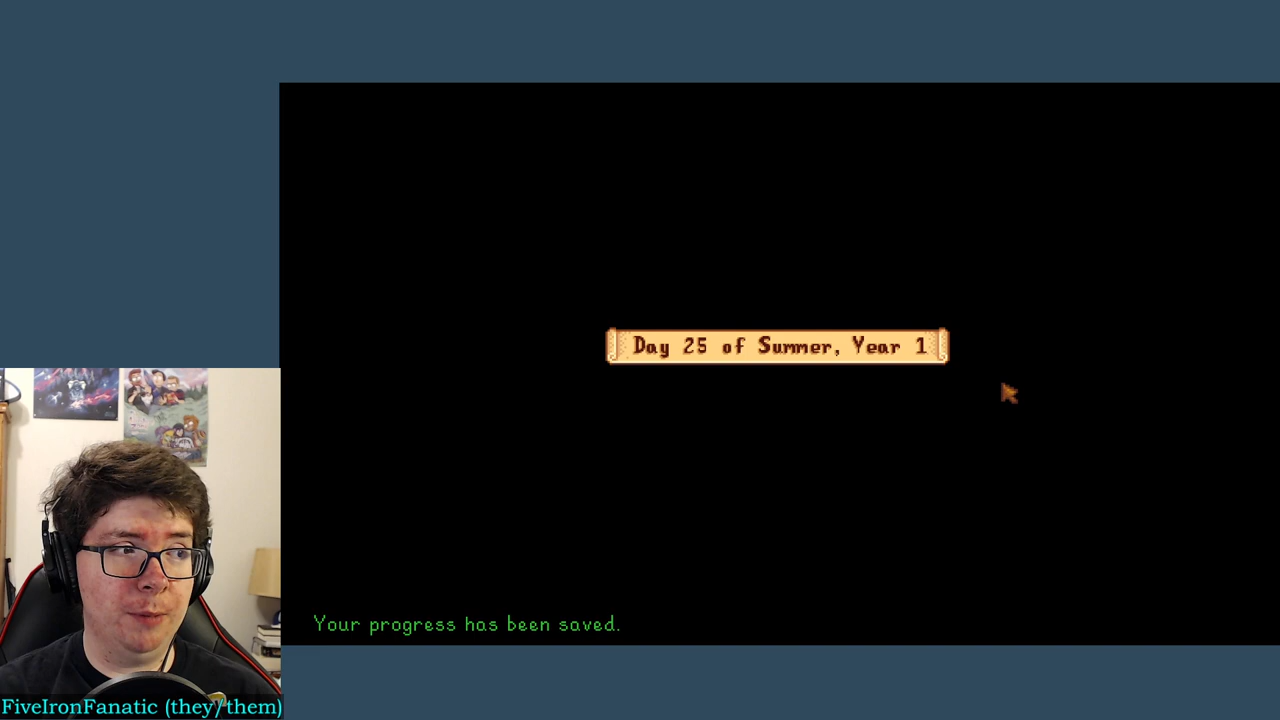 Day 25 of Summer, Year 1
Your progress has been saved.
FiveIronFanatic (they/them)